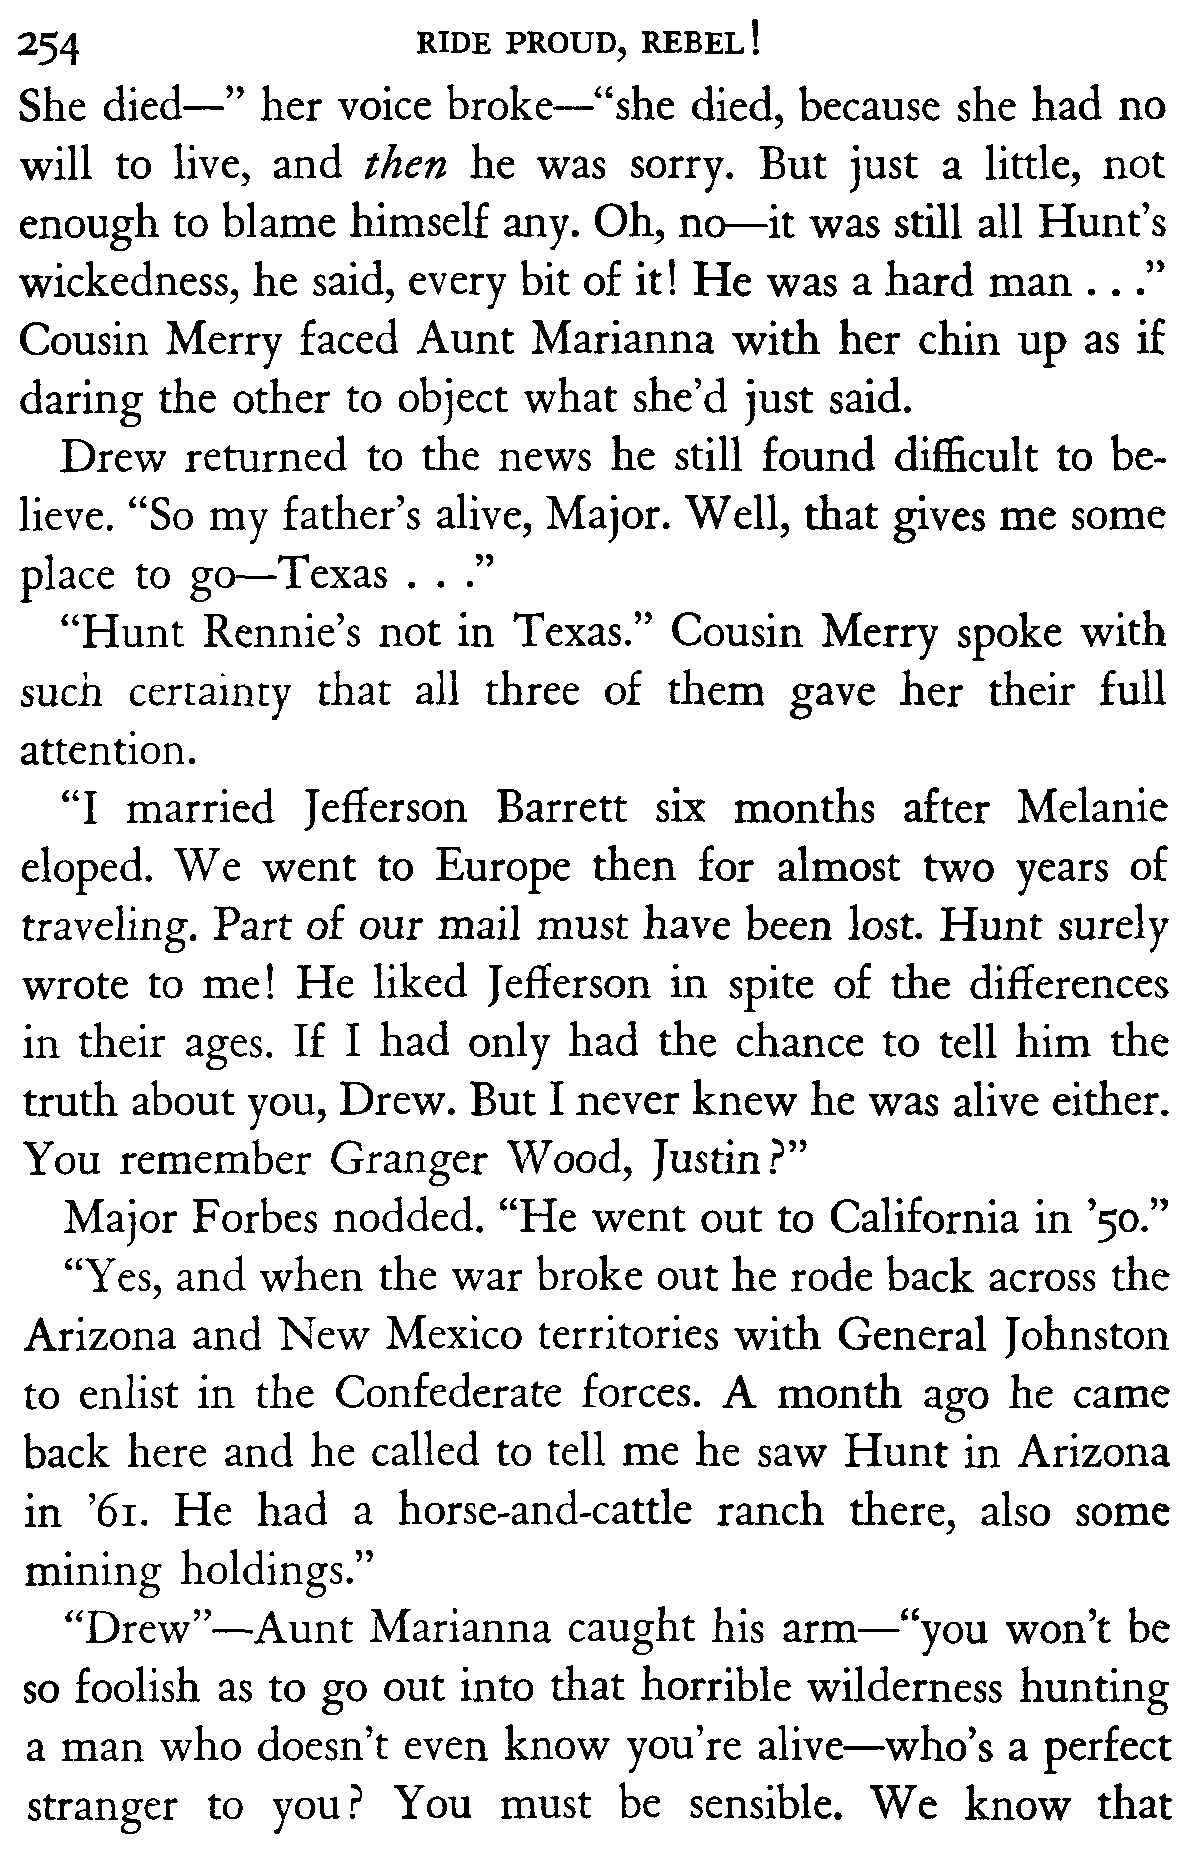 254 RIDE PROUD, REBEL!
She died—” her voice broke—“she died, because she had no
will to live, and then he was sorry. But just a little, not
enough to blame himself any. Oh, no—it was still all Hunt’s
wickedness, he said, every bit of it! He was a hard man . . .”
Cousin Merry faced Aunt Marianna with her chin up as if
daring the other to object what she’d just said.
Drew returned to the news he still found difficult to be-
lieve. “So my father’s alive, Major. Well, that gives me some
place to go—Texas . . .”
“Hunt Rennie’s not in Texas.” Cousin Merry spoke with
such certainty that all three of them gave her their full
attention.
“I married Jefferson Barrett six months after Melanie
eloped. We went to Europe then for almost two years of
traveling. Part of our mail must have been lost. Hunt surely
wrote to me! He liked Jefferson in spite of the differences
in their ages. If I had only had the chance to tell him the
truth about you, Drew. But I never knew he was alive either.
You remember Granger Wood, Justin?”
Major Forbes nodded. “He went out to California in ’50.”
“Yes, and when the war broke out he rode back across the
Arizona and New Mexico territories with General Johnston
to enlist in the Confederate forces. A month ago he came
back here and he called to tell me he saw Hunt in Arizona
in ’61. He had a horse-and-cattle ranch there, also some
mining holdings.”
“Drew”—Aunt Marianna caught his arm—“you won’t be
so foolish as to go out into that horrible wilderness hunting
a man who doesn’t even know you’re alive—who’s a perfect
stranger to you? You must be sensible. We know that